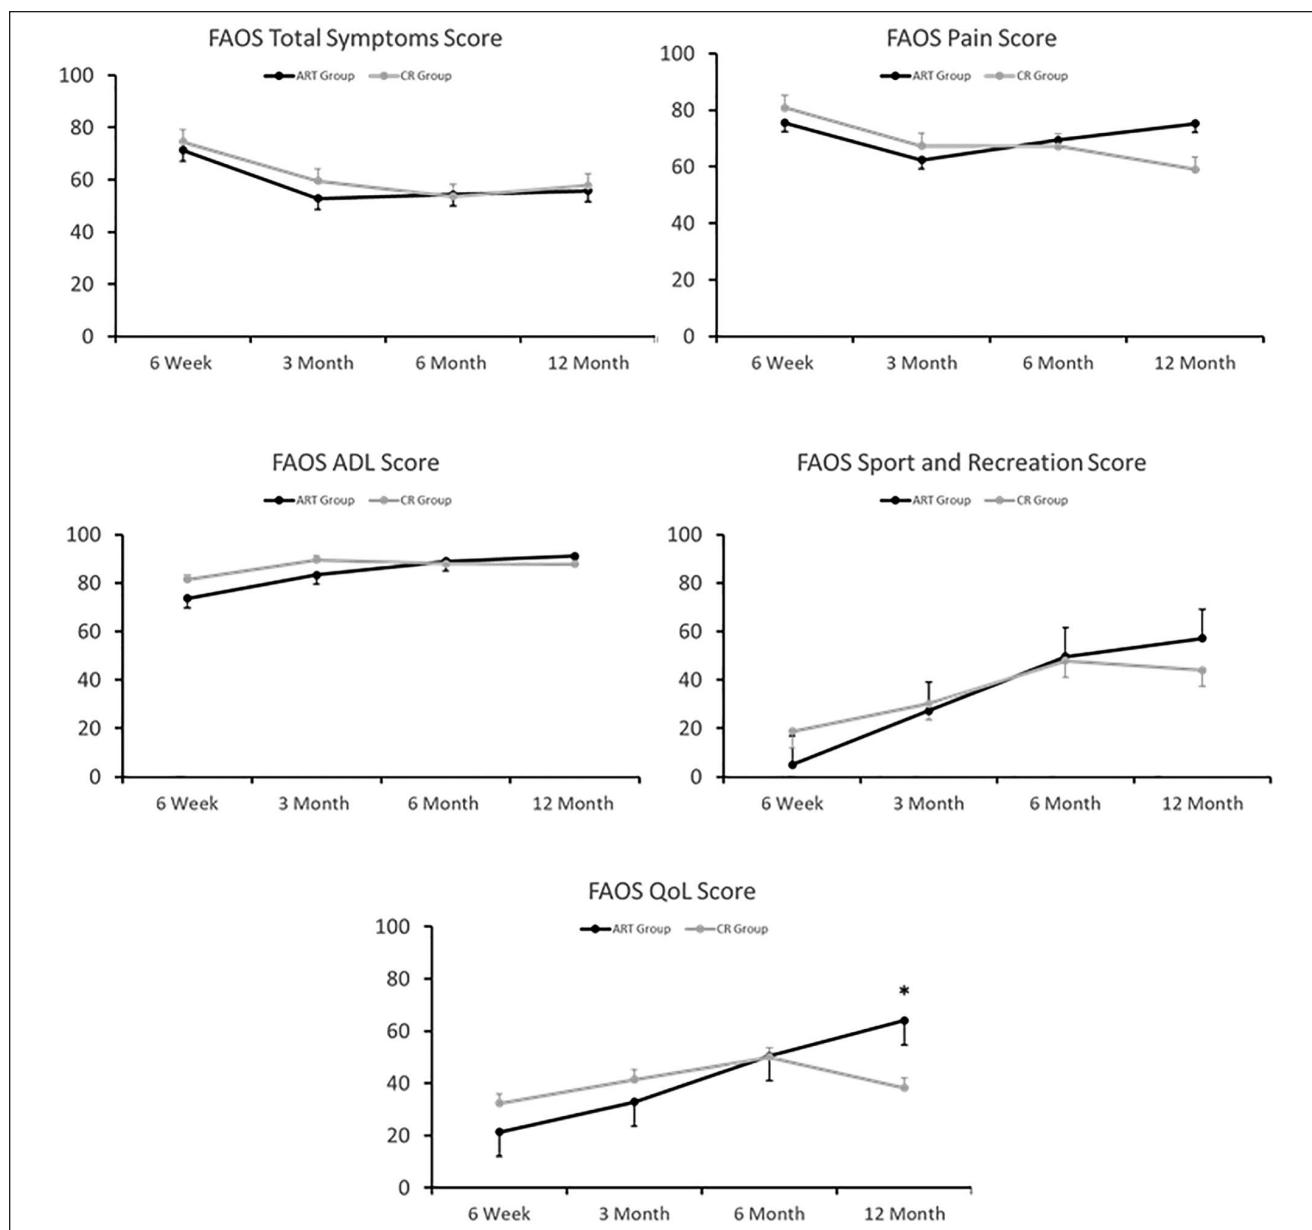 FAOS Total Symptoms Score
ART Group CR Group
100
80
60
40
20
0
6 Week 3 Month 6 Month 12 Month
FAOS Pain Score
ART Group CR Group
100
80
60
40
20
0
6 Week 3 Month 6 Month 12 Month
FAOS ADL Score
ART Group CR Group
100
80
60
40
20
0
6 Week 3 Month 6 Month 12 Month
FAOS Sport and Recreation Score
ART Group CR Group
100
80
60
40
20
0
6 Week 3 Month 6 Month 12 Month
FAOS QoL Score
ART Group CR Group
100
80
*
60
40
20
0
6 Week 3 Month 6 Month 12 Month